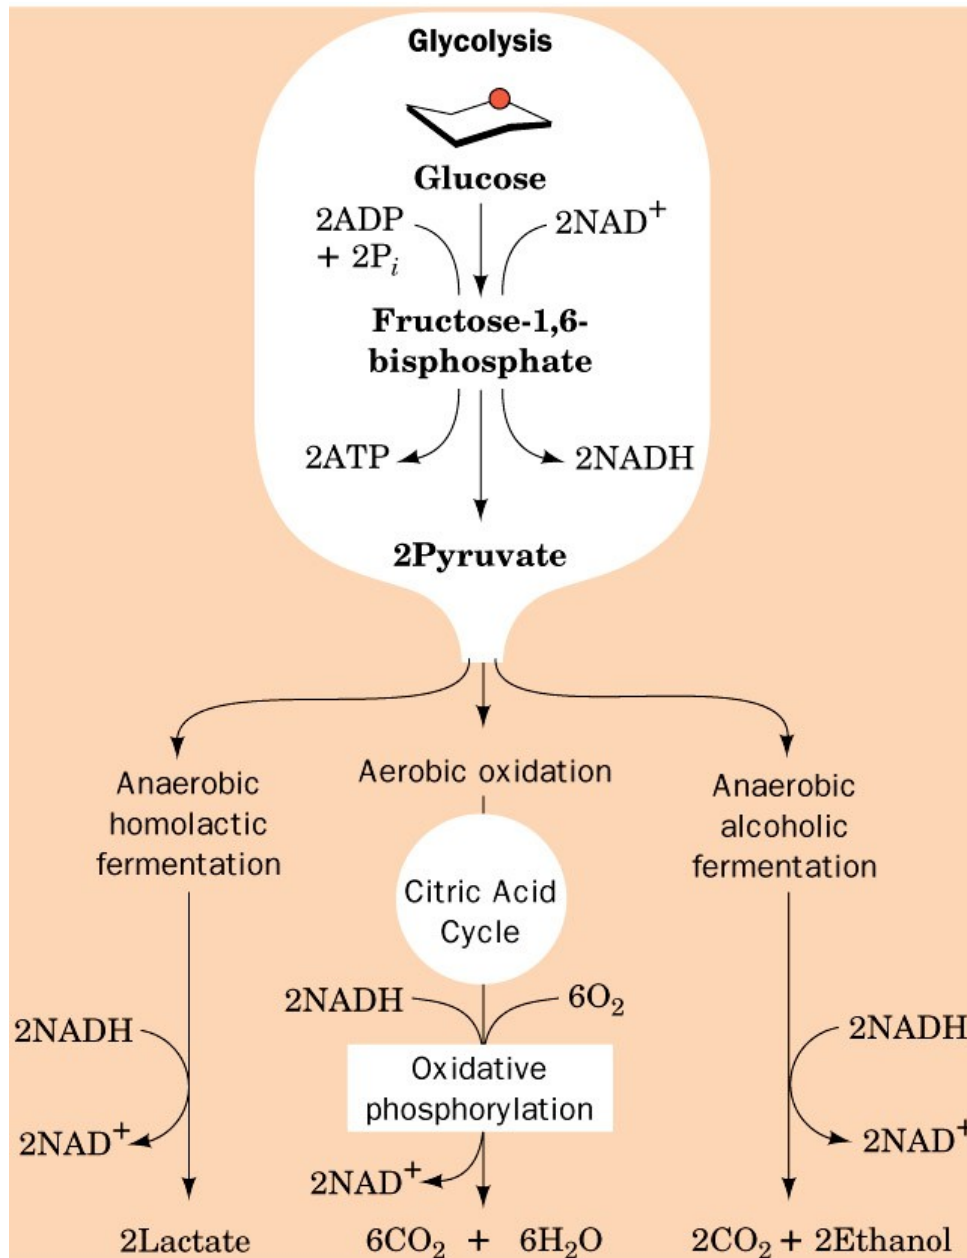 Glycolysis
Glucose
2ADP
+ 2Pi
2NAD+
Fructose-1,6-
bisphosphate
2ATP
2NADH
2Pyruvate
Anaerobic
homolactic
fermentation
Aerobic oxidation
Anaerobic
alcoholic
fermentation
Citric Acid
Cycle
2NADH
6O2
2NADH
2NADH
Oxidative
phosphorylation
2NAD+
2NAD+
2NAD+
2Lactate
6CO2 + 6H2O
2CO2 + 2Ethanol